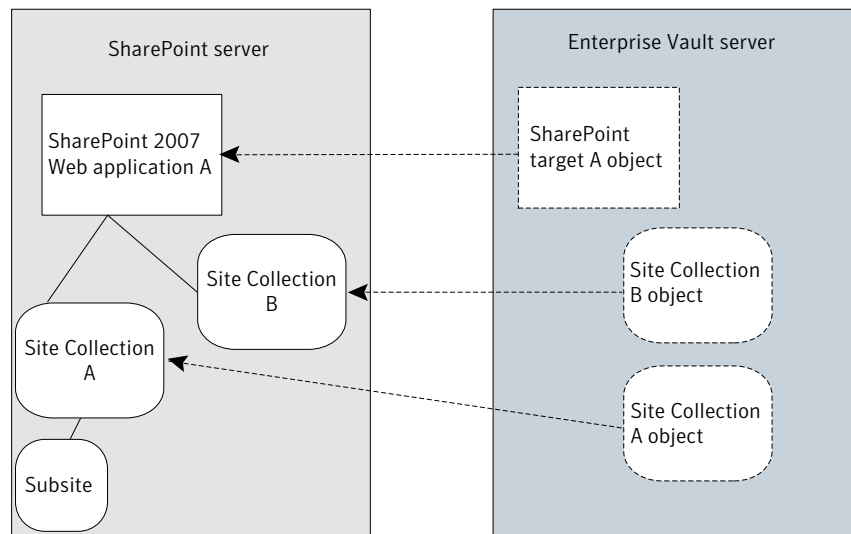 SharePoint server
SharePoint 2007
Web application A
Site Collection
B
Site Collection
A
Subsite
Enterprise Vault server
SharePoint
target A object
Site Collection
B object
Site Collection
A object